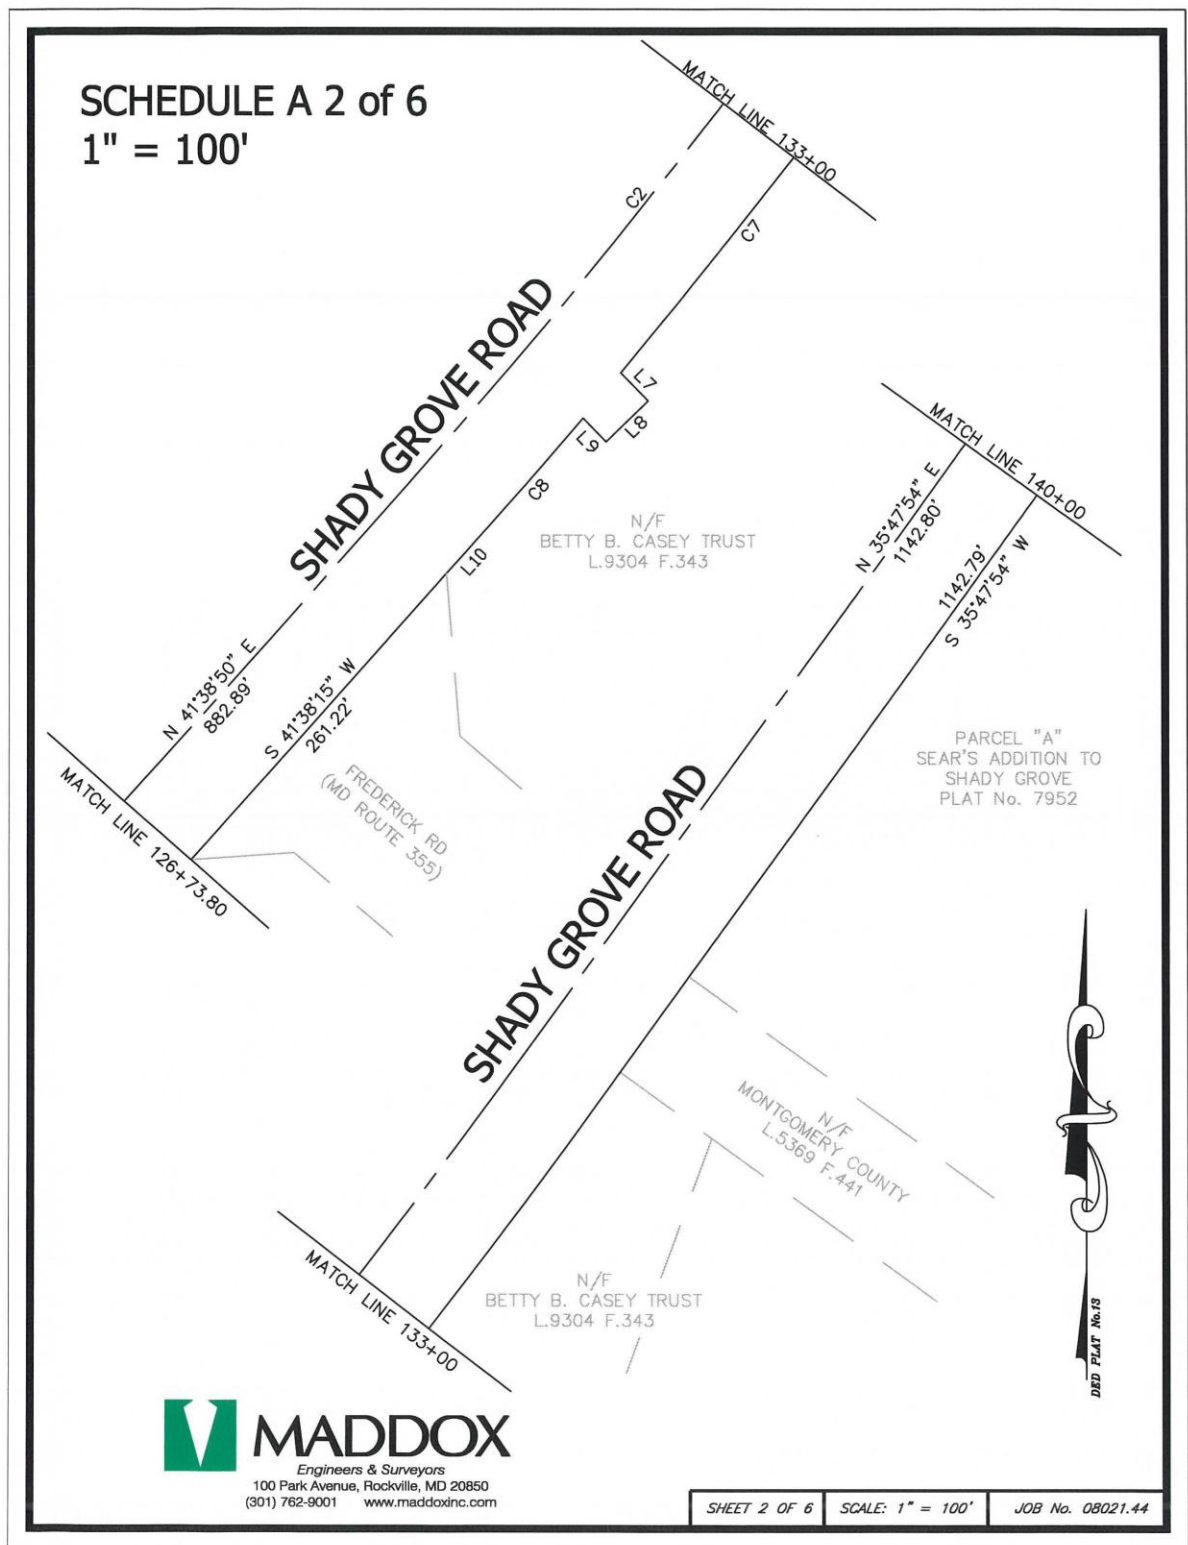 SCHEDULE A 2 of 6
1" = 100'
MATCH LINE 133+00
C2
C7
SHADY GROVE ROAD
L7
L8
L9
C8
L10
N/F
BETTY B. CASEY TRUST
L.9304 F.343
N 41°38'50" E
882.89'
S 41°38'15" W
261.22'
MATCH LINE 126+73.80
FREDERICK RD
(MD ROUTE 355)
MATCH LINE 140+00
N 35°47'54" E
1142.80'
1142.79'
S 35°47'54" W
PARCEL "A"
SEAR'S ADDITION TO
SHADY GROVE
PLAT No. 7952
SHADY GROVE ROAD
N/F
MONTGOMERY COUNTY
L.5369 F.441
N/F
BETTY B. CASEY TRUST
L.9304 F.343
MATCH LINE 133+00
DED PLAT No.13
MADDOX
Engineers & Surveyors
100 Park Avenue, Rockville, MD 20850
(301) 762-9001 www.maddoxinc.com
SHEET 2 OF 6
SCALE: 1" = 100'
JOB No. 08021.44